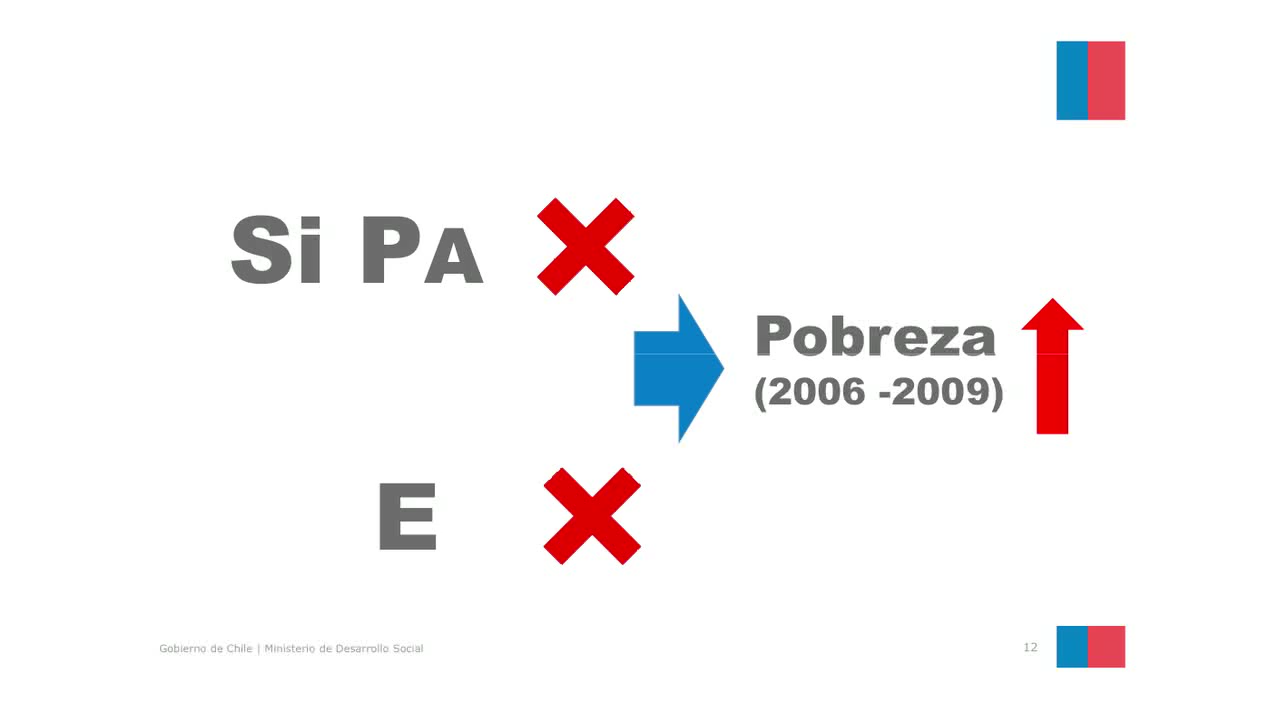 Si PA
Pobreza
(2006 -2009)
E
Gobierno de Chile | Ministerio de Desarrollo Social
12